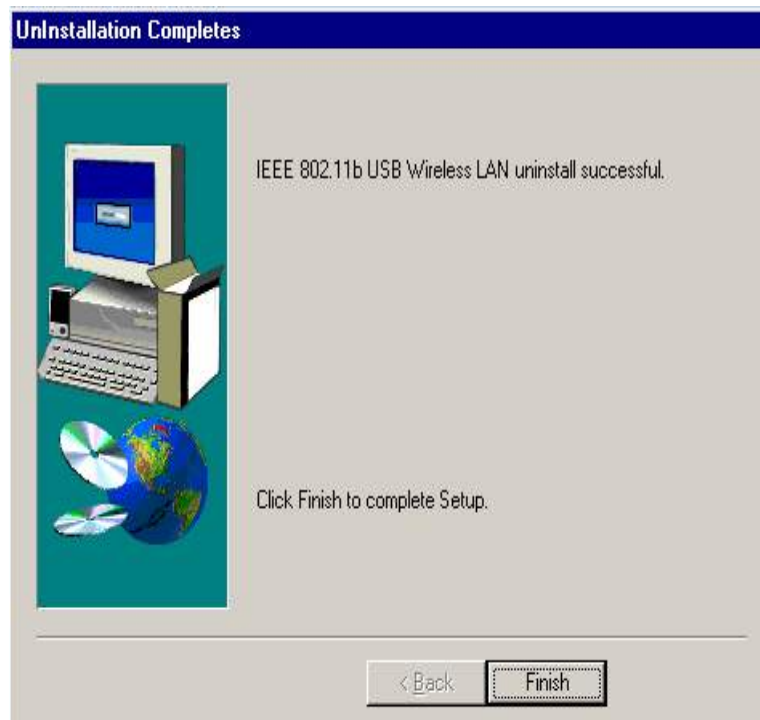 UnInstallation Completes
IEEE 802.11b USB Wireless LAN uninstall successful.
Click Finish to complete Setup.
< Back
Finish